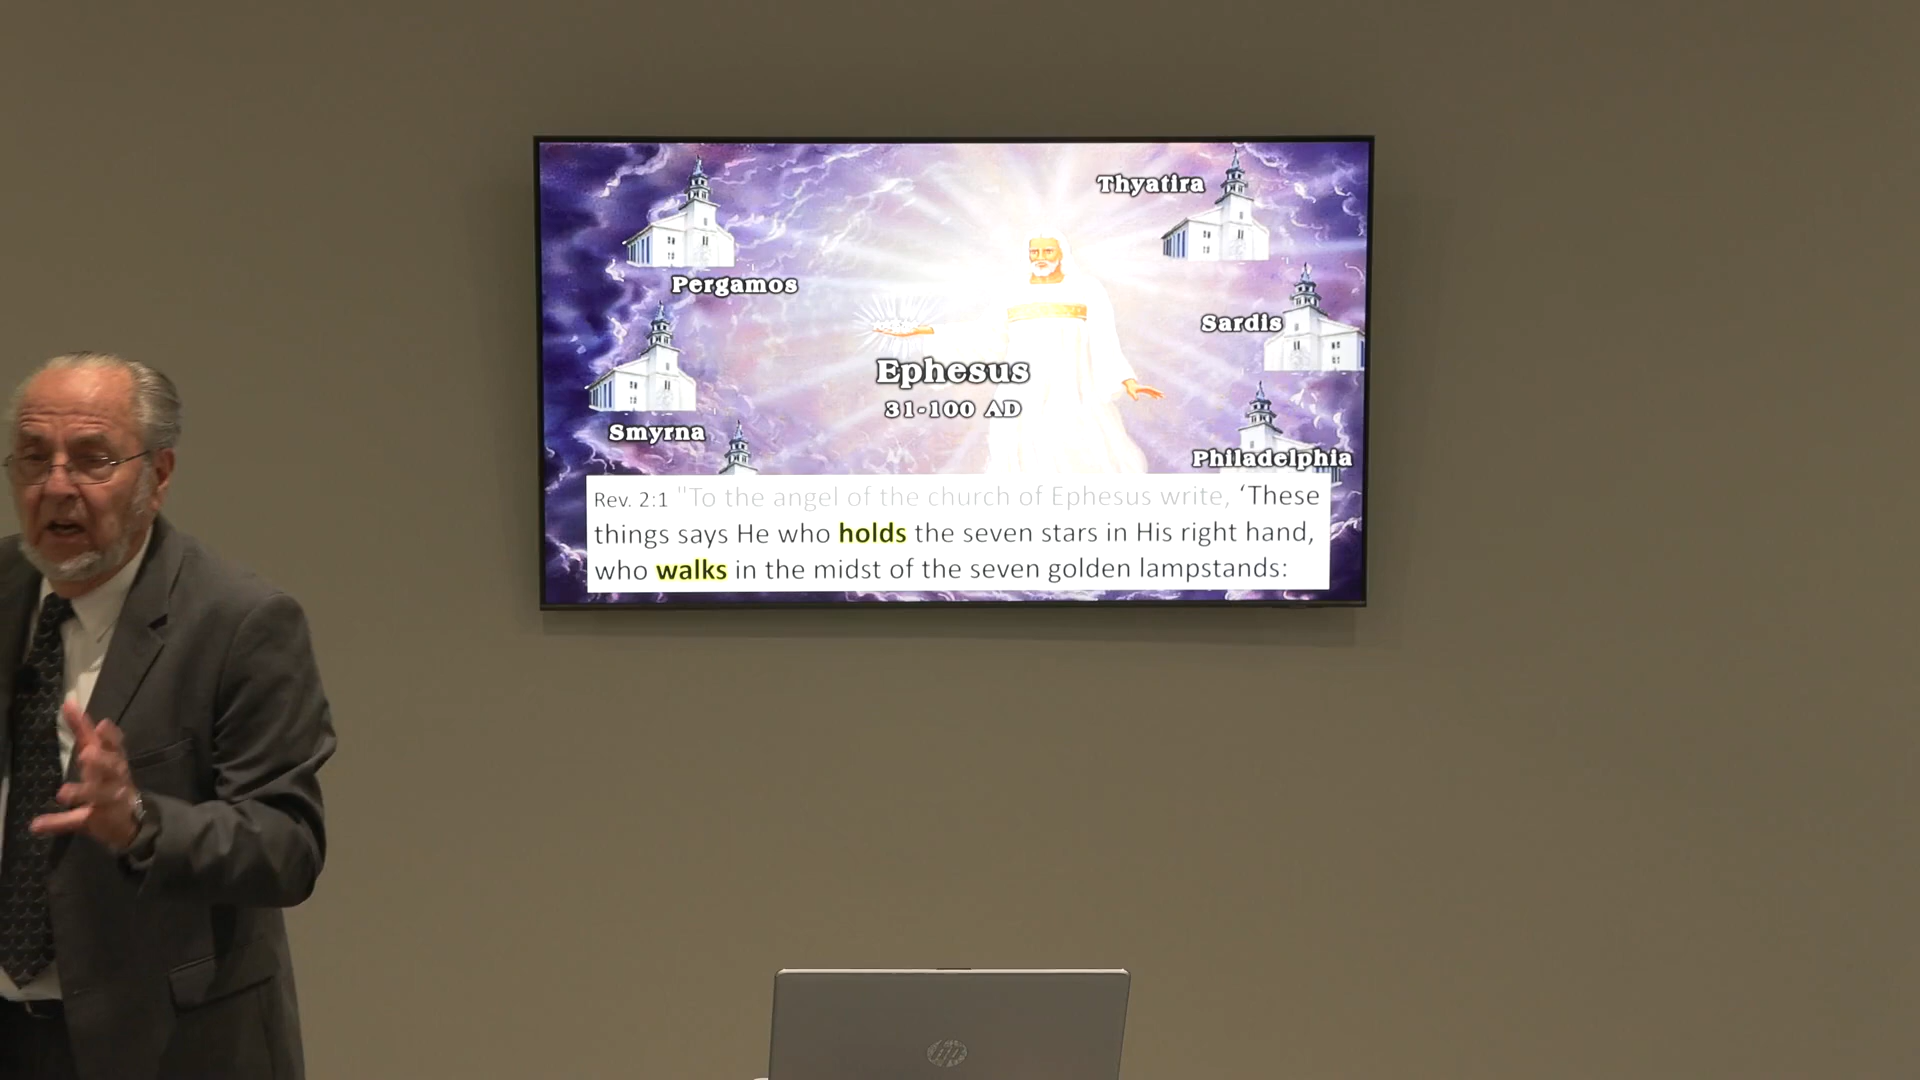 Thyatira
Pergamos
Sardis
Ephesus
31-100 AD
Smyrna
Philadelphia
Rev. 2:1 "To the angel of the church of Ephesus write, ‘These
things says He who holds the seven stars in His right hand,
who walks in the midst of the seven golden lampstands:
hp